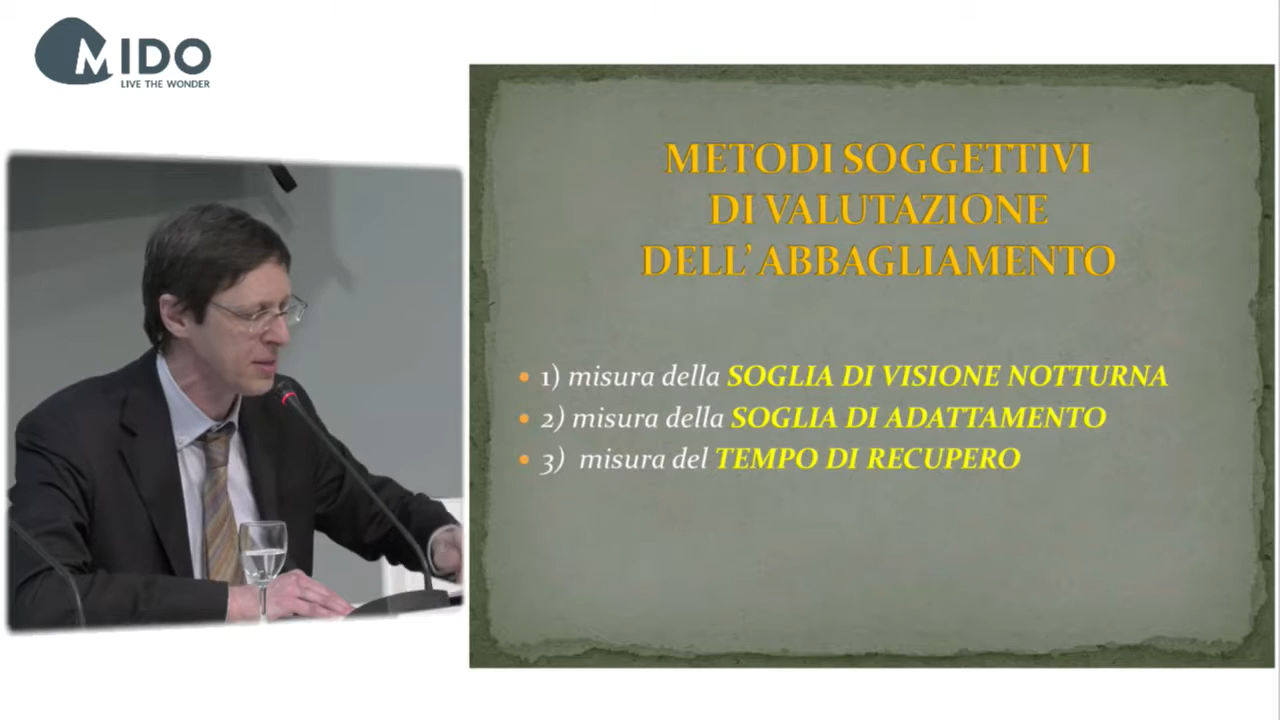 MIDO
LIVE THE WONDER
METODI SOGGETTIVI
DI VALUTAZIONE
DELL’ ABBAGLIAMENTO
• 1) misura della SOGLIA DI VISIONE NOTTURNA
• 2) misura della SOGLIA DI ADATTAMENTO
• 3) misura del TEMPO DI RECUPERO